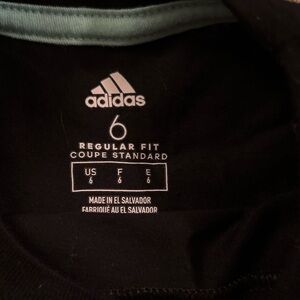 adidas
6
REGULAR FIT
COUPE STANDARD
US F E
6 6 6
MADE IN EL SALVADOR
FABRIQUÉ AU EL SALVADOR